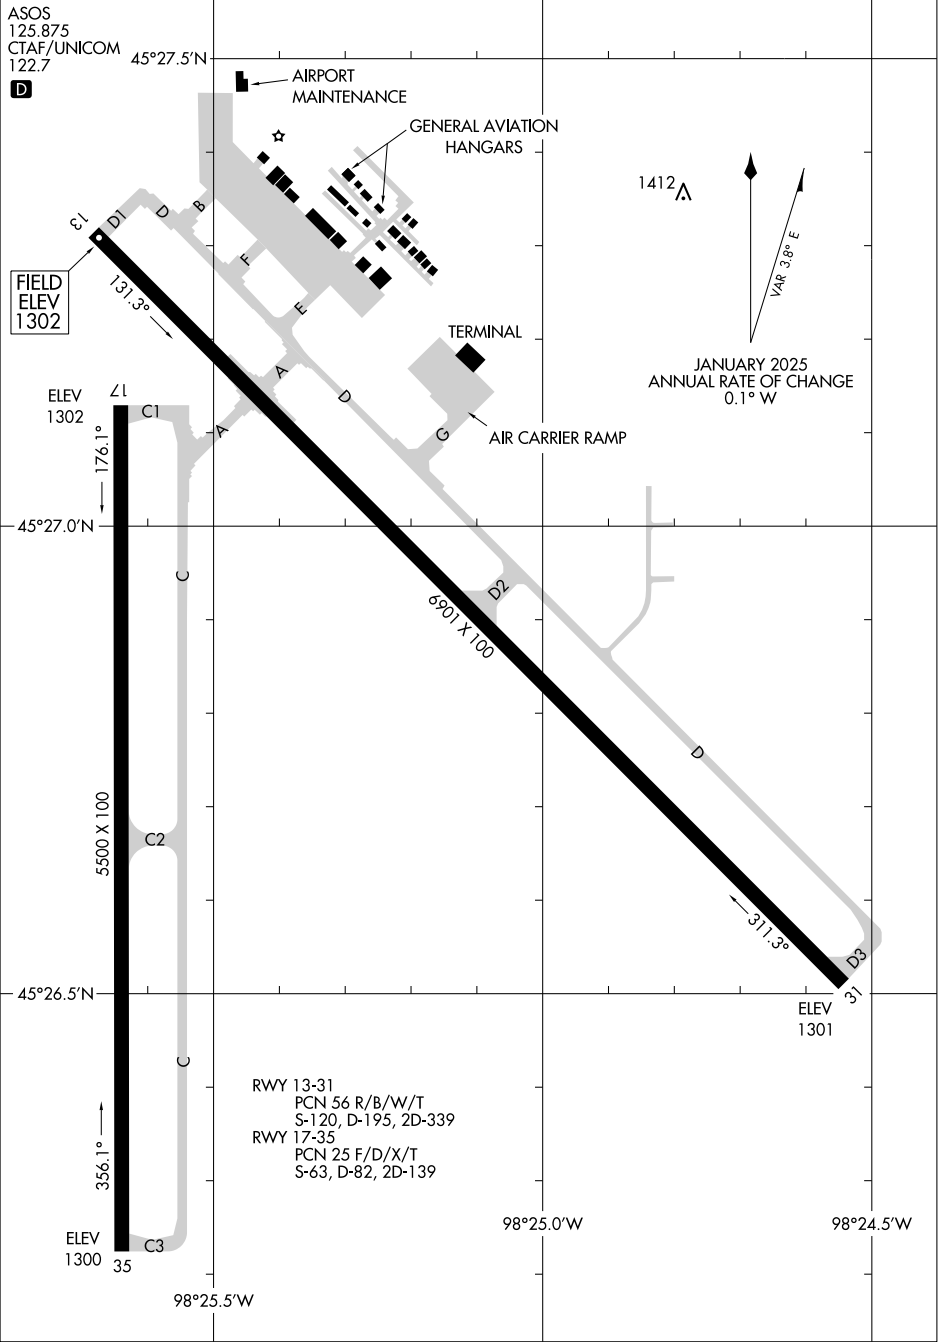 ASOS
125.875
CTAF/UNICOM
122.7
D
45°27.5'N
AIRPORT
MAINTENANCE
GENERAL AVIATION
HANGARS
1412
VAR 3.8° E
JANUARY 2025
ANNUAL RATE OF CHANGE
0.1° W
13
D1
D
B
F
E
FIELD
ELEV
1302
131.3°
TERMINAL
A
D
G
AIR CARRIER RAMP
ELEV
1302
17
C1
A
176.1°
45°27.0'N
C
D2
6901 X 100
D
5500 X 100
C2
311.3°
D3
31
ELEV
1301
45°26.5'N
C
RWY 13-31
PCN 56 R/B/W/T
S-120, D-195, 2D-339
RWY 17-35
PCN 25 F/D/X/T
S-63, D-82, 2D-139
356.1°
ELEV
1300
35
C3
98°25.5'W
98°25.0'W
98°24.5'W